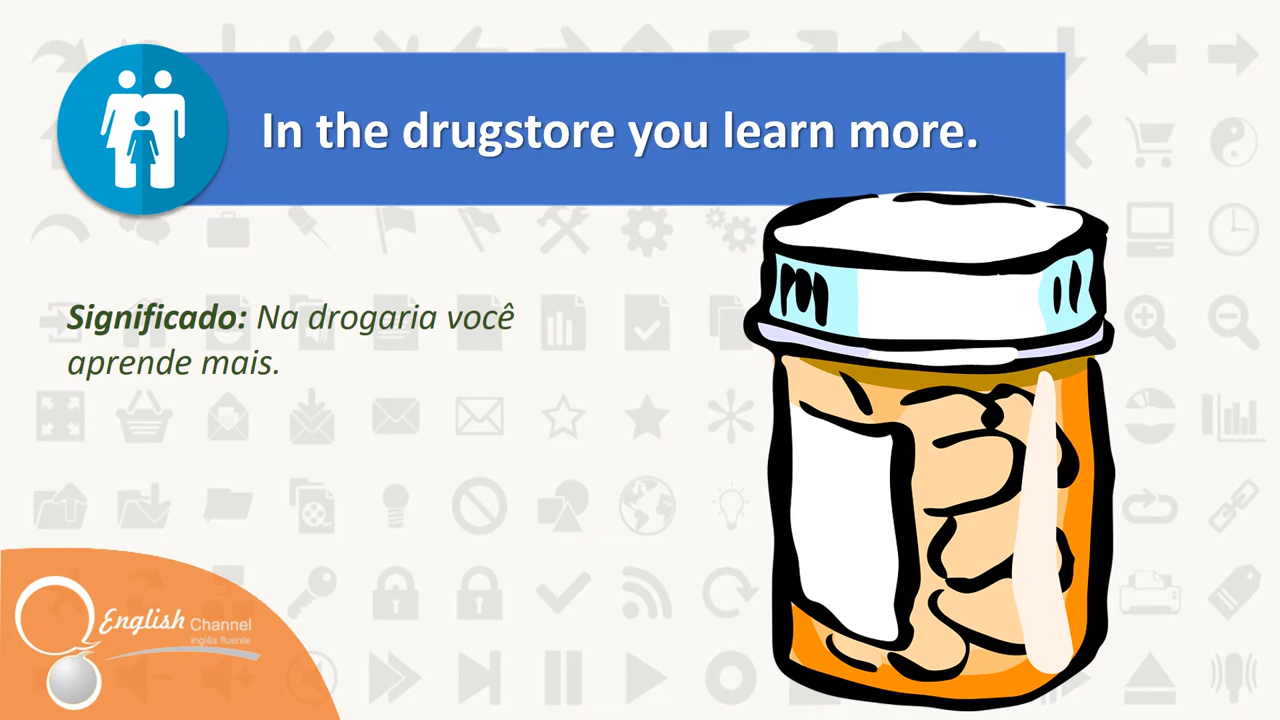 In the drugstore you learn more.
Significado: Na drogaria você
aprende mais.
English Channel
inglês fluente